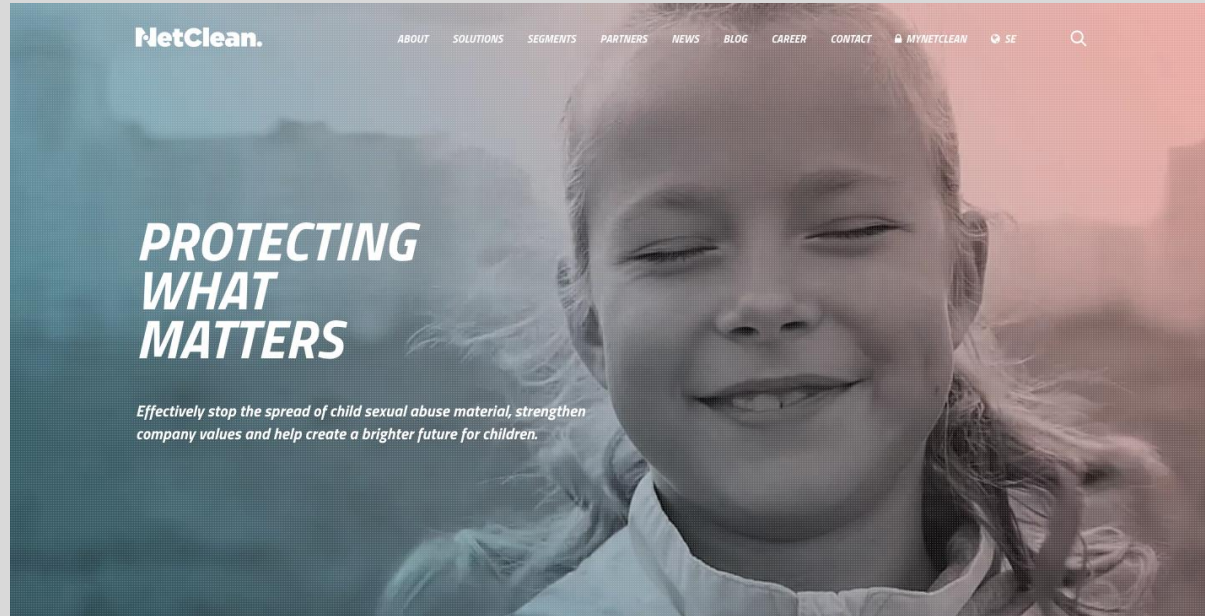 NetClean.
ABOUT SOLUTIONS SEGMENTS PARTNERS NEWS BLOG CAREER CONTACT MYNETCLEAN SE
PROTECTING
WHAT
MATTERS
Effectively stop the spread of child sexual abuse material, strengthen
company values and help create a brighter future for children.